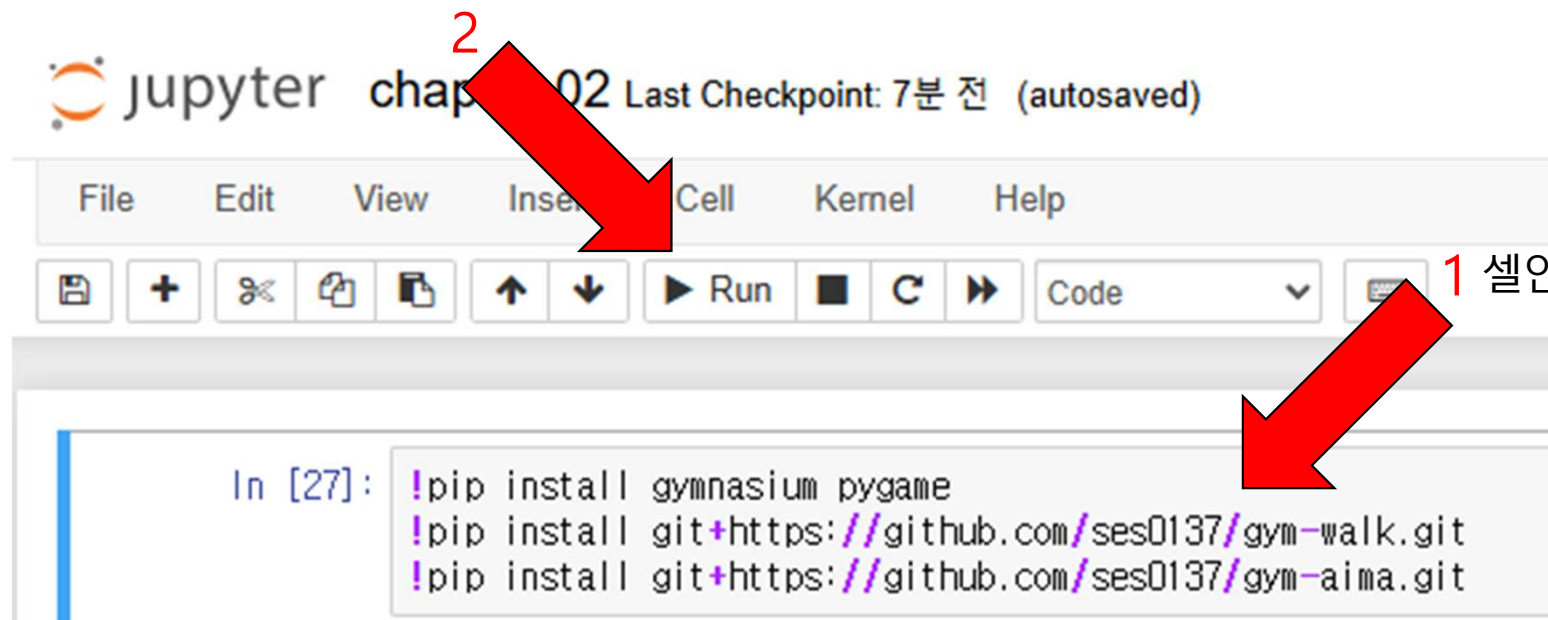 2
jupyter chap 02 Last Checkpoint: 7분 전 (autosaved)
File Edit View Inse Cell Kernel Help
Run Code
1
In [27]: !pip install gymnasium pygame
!pip install git+https://github.com/ses0137/gym-walk.git
!pip install git+https://github.com/ses0137/gym-aima.git